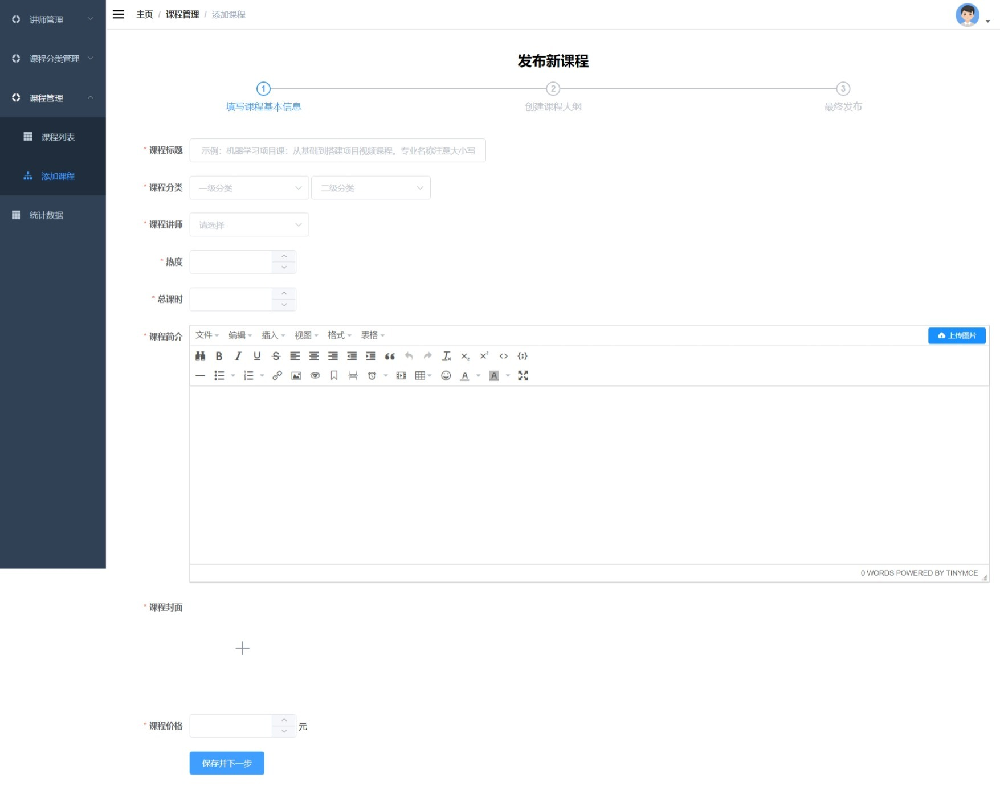 讲师管理
课程分类管理
课程管理
课程列表
添加课程
统计数据
主页 / 课程管理 / 添加课程
发布新课程
1 2 3
填写课程基本信息 创建课程大纲 最终发布
* 课程标题 示例：机器学习项目课：从基础到搭建项目视频课程。专业名称注意大小写
* 课程分类 一级分类 二级分类
* 课程讲师 请选择
* 热度
* 总课时
* 课程简介 文件 编辑 插入 视图 格式 表格 上传图片
0 WORDS POWERED BY TINYMCE
* 课程封面
* 课程价格 元
保存并下一步